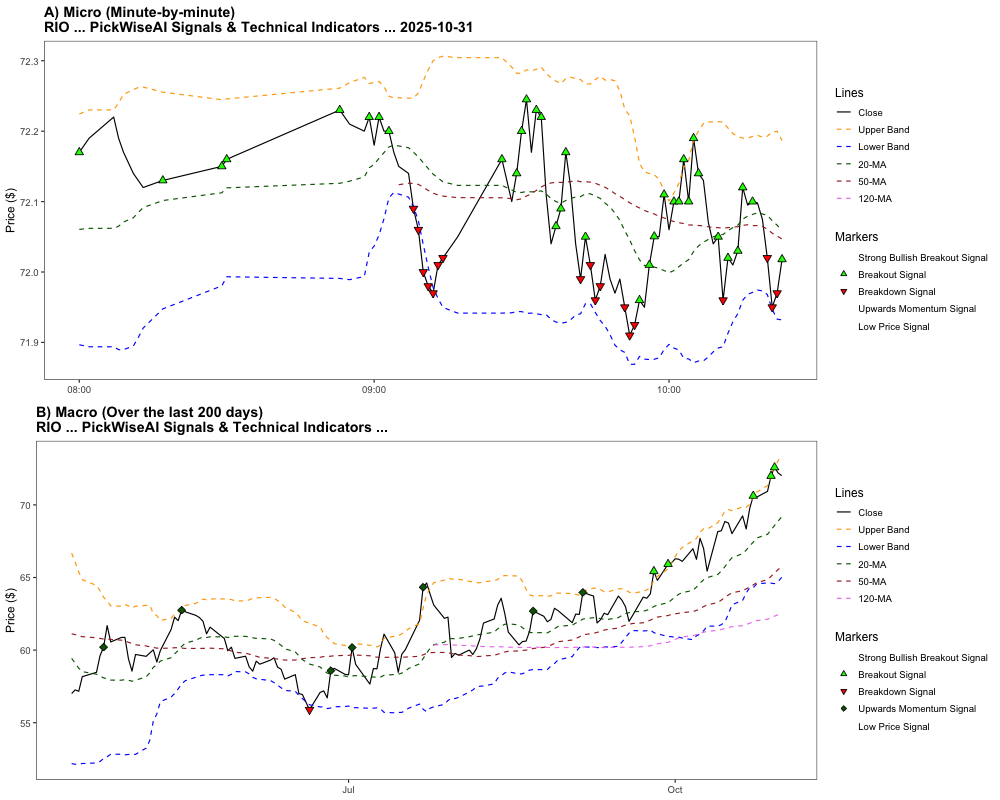 A) Micro (Minute-by-minute)
RIO ... PickWiseAI Signals & Technical Indicators ... 2025-10-31
Price ($)
72.3
72.2
72.1
72.0
71.9
08:00
09:00
10:00
Lines
Close
Upper Band
Lower Band
20-MA
50-MA
120-MA
Markers
Strong Bullish Breakout Signal
Breakout Signal
Breakdown Signal
Upwards Momentum Signal
Low Price Signal
B) Macro (Over the last 200 days)
RIO ... PickWiseAI Signals & Technical Indicators ...
Price ($)
70
65
60
55
Jul
Oct
Lines
Close
Upper Band
Lower Band
20-MA
50-MA
120-MA
Markers
Strong Bullish Breakout Signal
Breakout Signal
Breakdown Signal
Upwards Momentum Signal
Low Price Signal